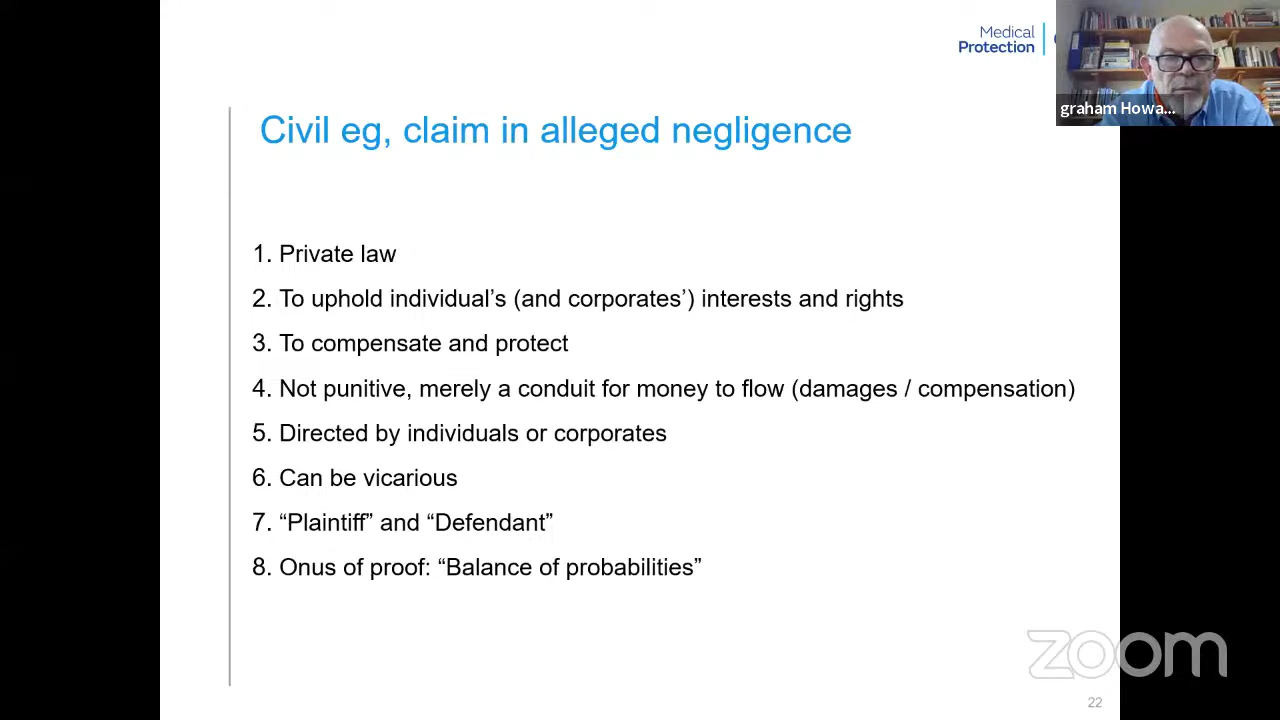 Medical
Protection
graham Howa...
Civil eg, claim in alleged negligence
1. Private law
2. To uphold individual’s (and corporates’) interests and rights
3. To compensate and protect
4. Not punitive, merely a conduit for money to flow (damages / compensation)
5. Directed by individuals or corporates
6. Can be vicarious
7. “Plaintiff” and “Defendant”
8. Onus of proof: “Balance of probabilities”
zoom
22